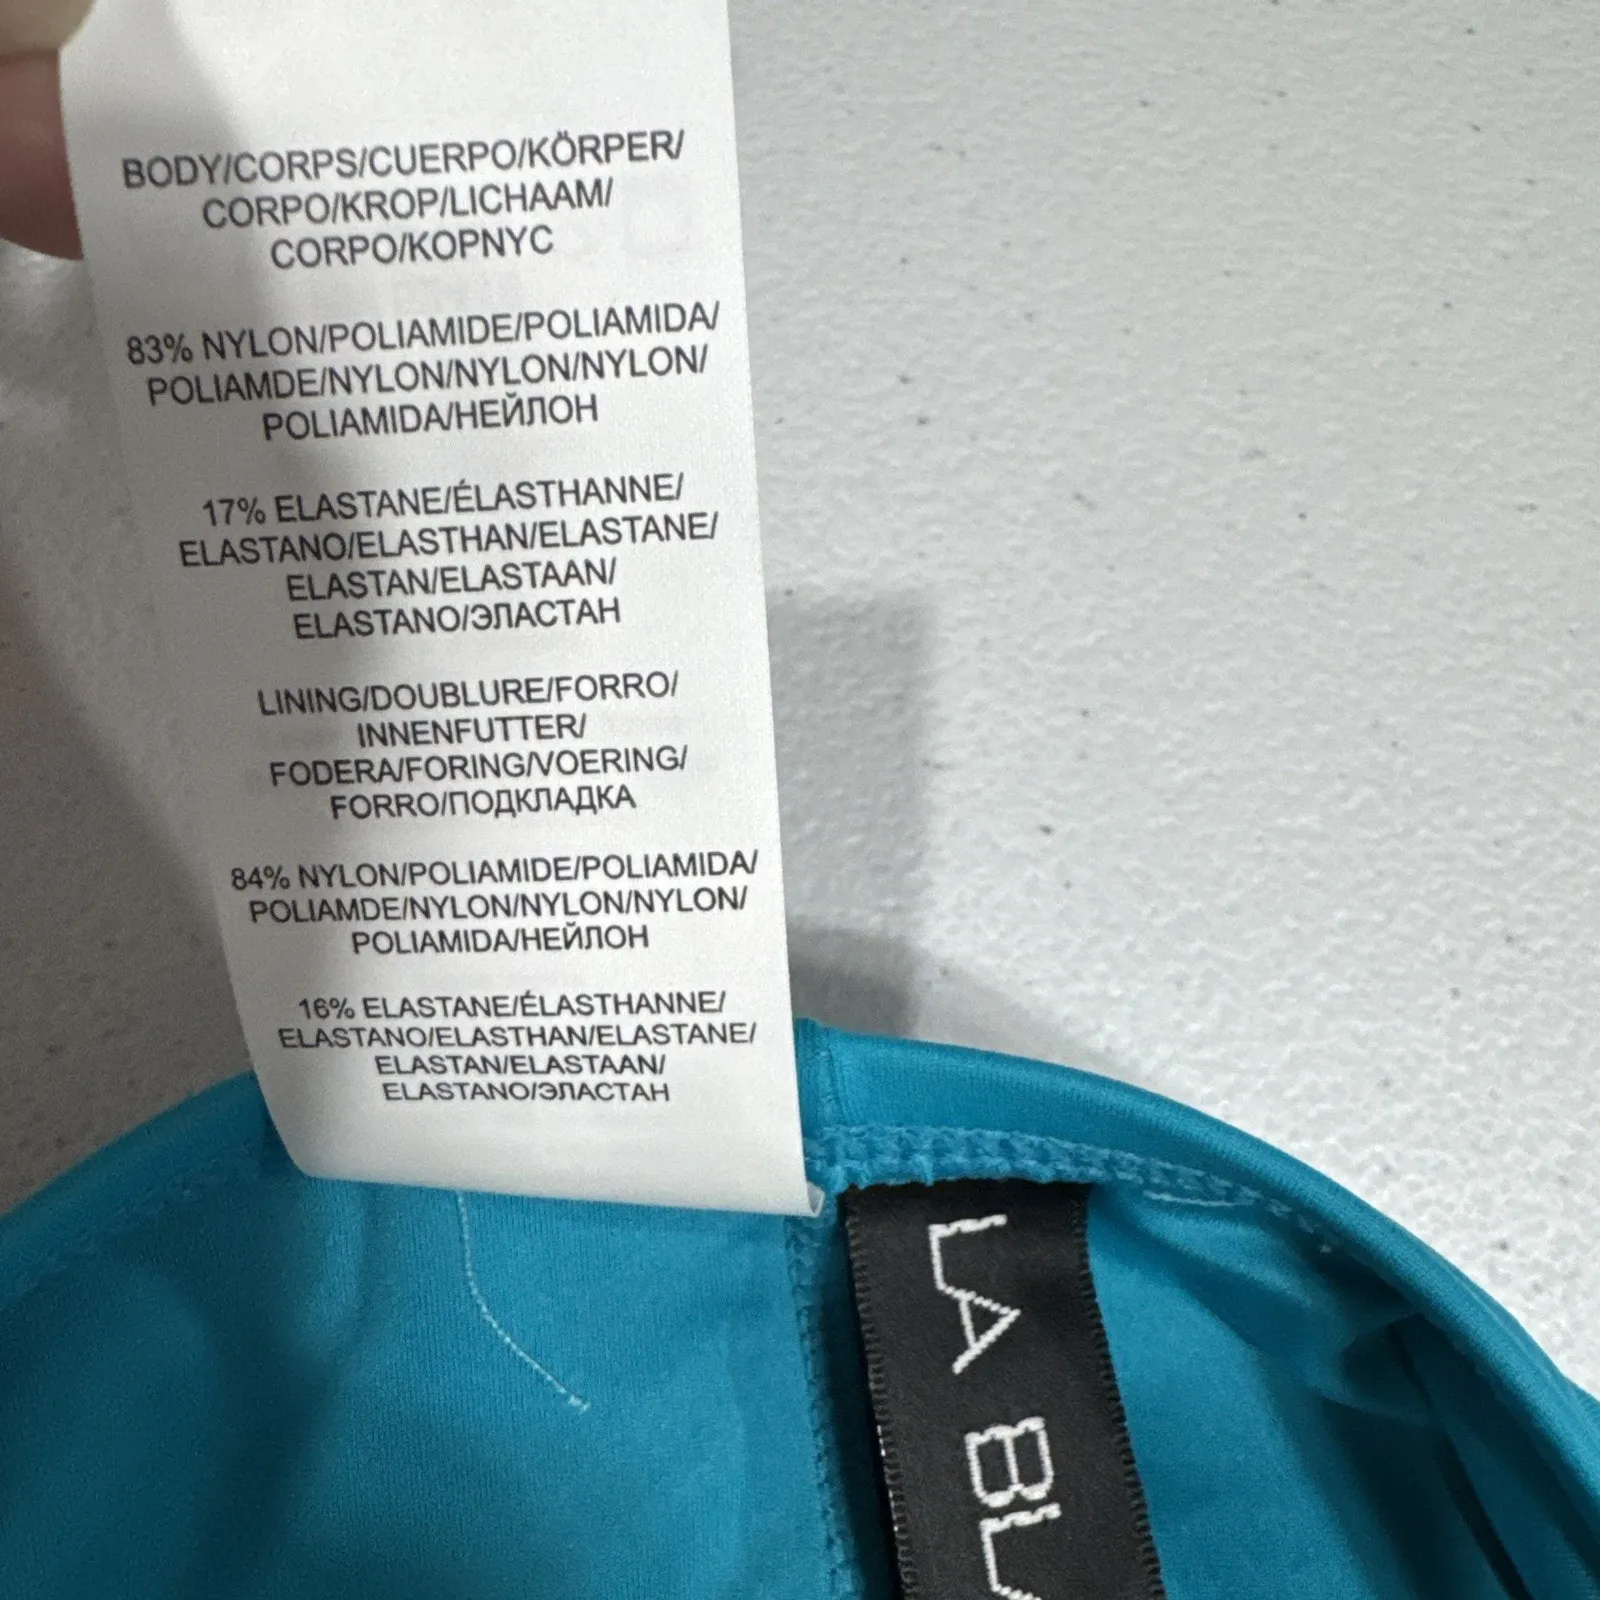 BODY/CORPS/CUERPO/KÖRPER/
CORPO/KROP/LICHAAM/
CORPO/KOPNYC
83% NYLON/POLIAMIDE/POLIAMIDA/
POLIAMDE/NYLON/NYLON/NYLON/
POLIAMIDA/НЕЙЛОН
17% ELASTANE/ÉLASTHANNE/
ELASTANO/ELASTHAN/ELASTANE/
ELASTAN/ELASTAAN/
ELASTANO/ЭЛАСТАН
LINING/DOUBLURE/FORRO/
INNENFUTTER/
FODERA/FORING/VOERING/
FORRO/ПОДКЛАДКА
84% NYLON/POLIAMIDE/POLIAMIDA/
POLIAMDE/NYLON/NYLON/NYLON/
POLIAMIDA/НЕЙЛОН
16% ELASTANE/ÉLASTHANNE/
ELASTANO/ELASTHAN/ELASTANE/
ELASTAN/ELASTAAN/
ELASTANO/ЭЛАСТАН
LA BL